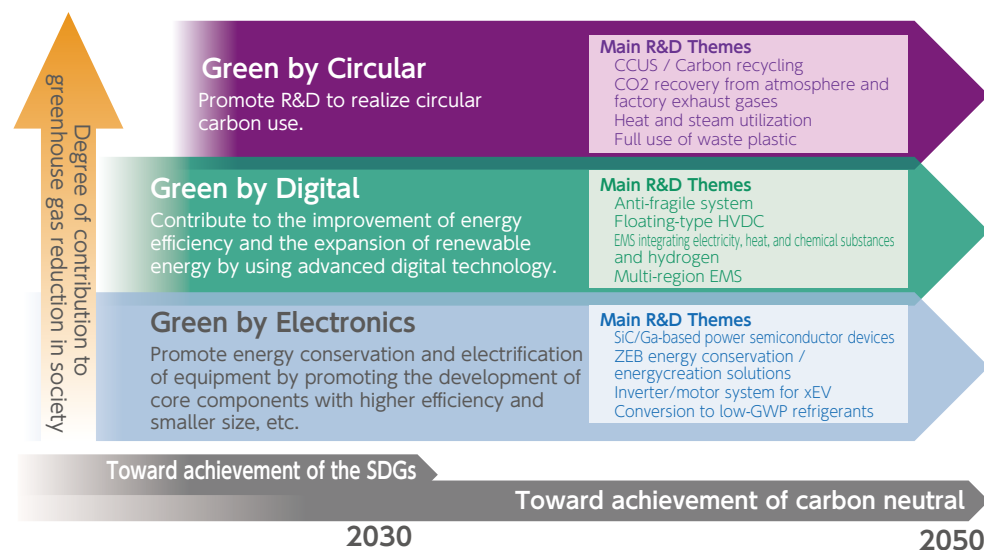 Degree of contribution to
greenhouse gas reduction in society
Green by Circular
Promote R&D to realize circular
carbon use.
Main R&D Themes
CCUS / Carbon recycling
CO2 recovery from atmosphere and
factory exhaust gases
Heat and steam utilization
Full use of waste plastic
Green by Digital
Contribute to the improvement of energy
efficiency and the expansion of renewable
energy by using advanced digital technology.
Main R&D Themes
Anti-fragile system
Floating-type HVDC
EMS integrating electricity, heat, and chemical substances
and hydrogen
Multi-region EMS
Green by Electronics
Promote energy conservation and electrification
of equipment by promoting the development of
core components with higher efficiency and
smaller size, etc.
Main R&D Themes
SiC/Ga-based power semiconductor devices
ZEB energy conservation /
energycreation solutions
Inverter/motor system for xEV
Conversion to low-GWP refrigerants
Toward achievement of the SDGs
Toward achievement of carbon neutral
2030
2050